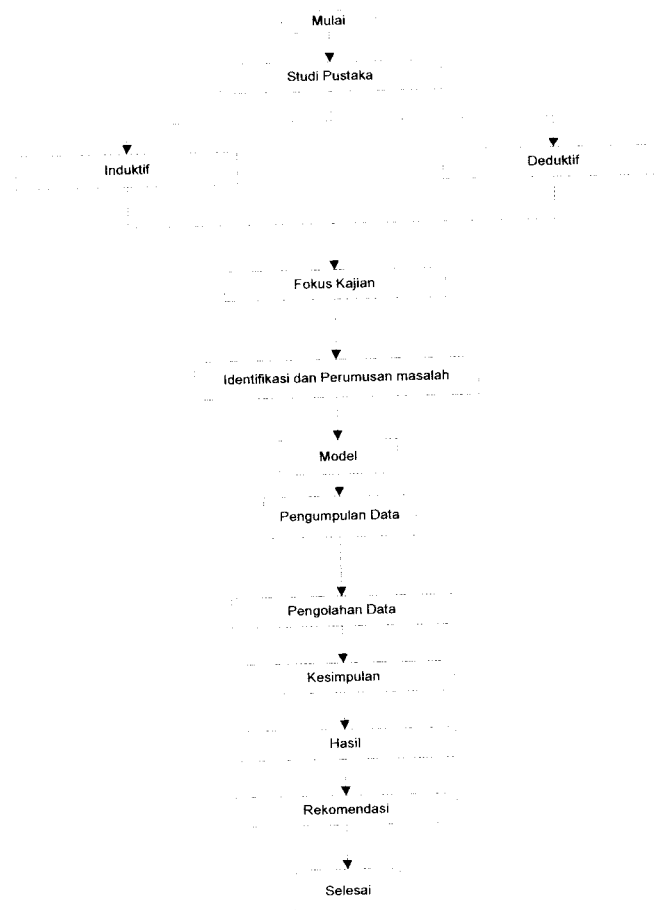 Mulai
Studi Pustaka
Induktif
Deduktif
Fokus Kajian
Identifikasi dan Perumusan masalah
Model
Pengumpulan Data
Pengolahan Data
Kesimpulan
Hasil
Rekomendasi
Selesai